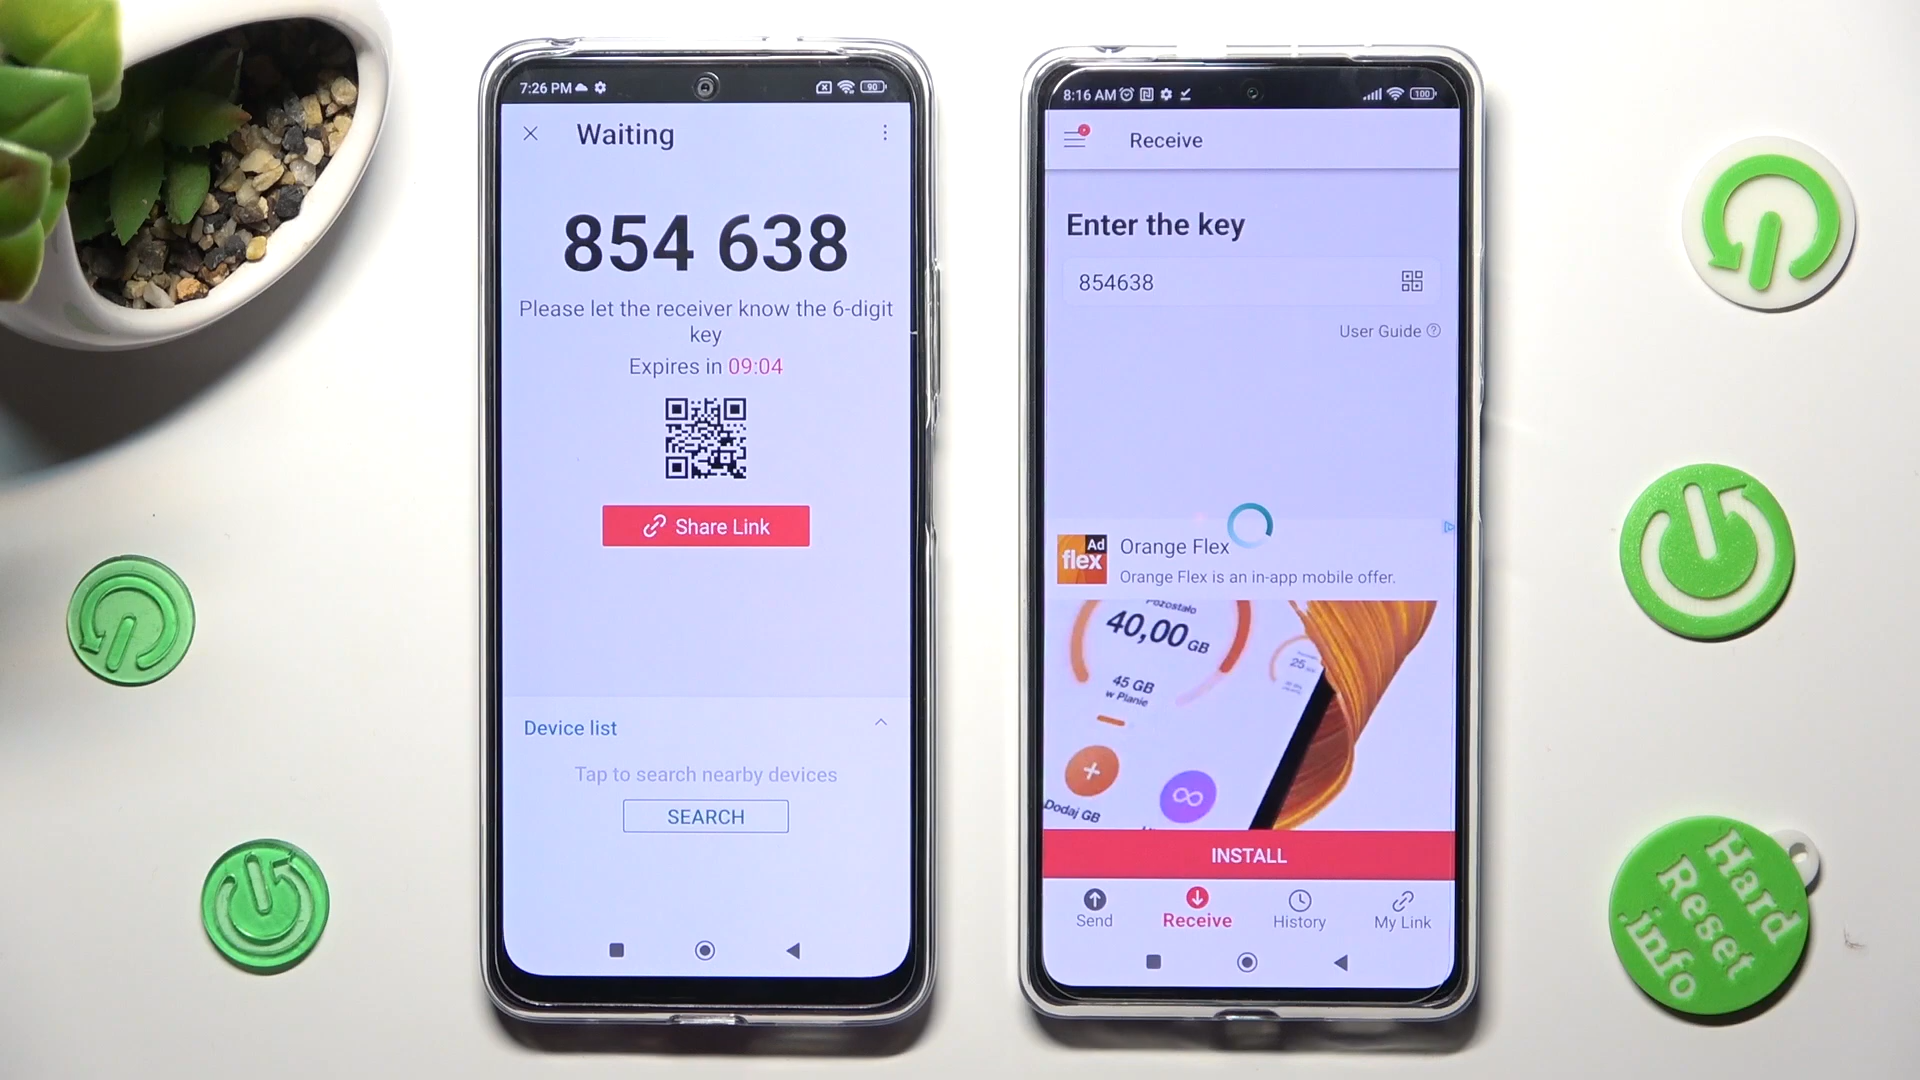 7:26 PM
90
Waiting
854 638
Please let the receiver know the 6-digit
key
Expires in 09:04
Share Link
Device list
Tap to search nearby devices
SEARCH
8:16 AM
100
Receive
Enter the key
854638
User Guide
Ad
flex
Orange Flex
Orange Flex is an in-app mobile offer.
Pozostało
40,00 GB
45 GB
w Planie
25
Dodaj GB
INSTALL
Send
Receive
History
My Link
Hard
Reset
.info